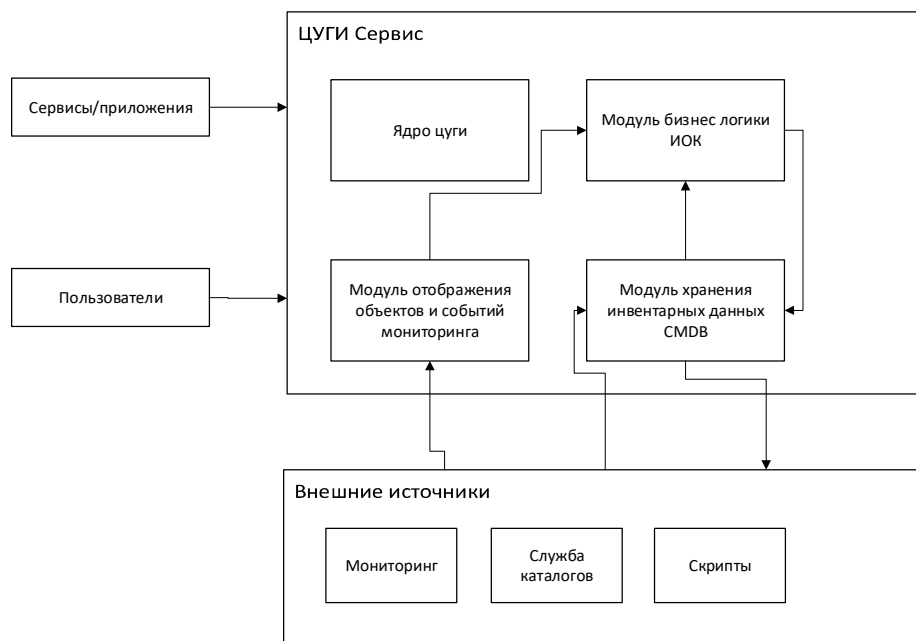 ЦУГИ Сервис
Сервисы/приложения
Ядро цуги
Модуль бизнес логики
ИОК
Пользователи
Модуль отображения
объектов и событий
мониторинга
Модуль хранения
инвентарных данных
CMDB
Внешние источники
Мониторинг
Служба
каталогов
Скрипты